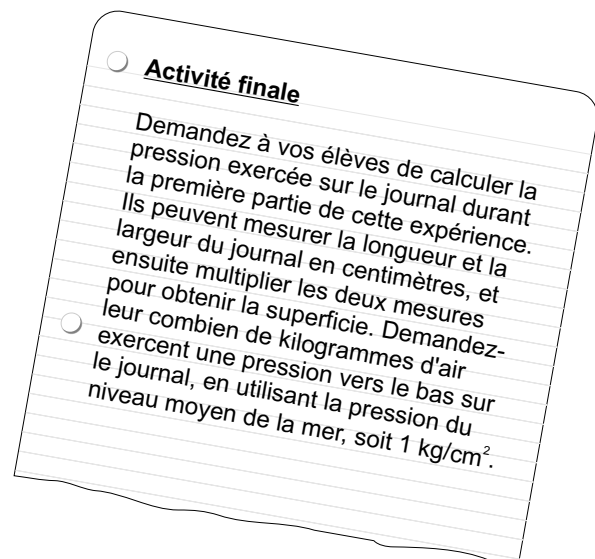 Activité finale
Demandez à vos élèves de calculer la
pression exercée sur le journal durant
la première partie de cette expérience.
Ils peuvent mesurer la longueur et la
largeur du journal en centimètres, et
ensuite multiplier les deux mesures
pour obtenir la superficie. Demandez-
leur combien de kilogrammes d'air
exercent une pression vers le bas sur
le journal, en utilisant la pression du
niveau moyen de la mer, soit 1 kg/cm².